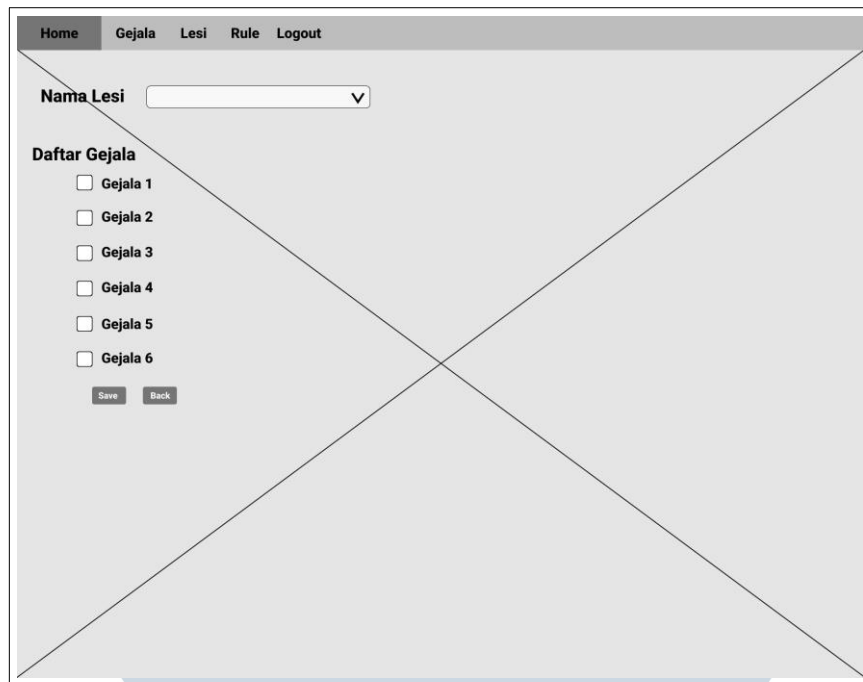 Home Gejala Lesi Rule Logout
Nama Lesi
Daftar Gejala
Gejala 1
Gejala 2
Gejala 3
Gejala 4
Gejala 5
Gejala 6
Save Back